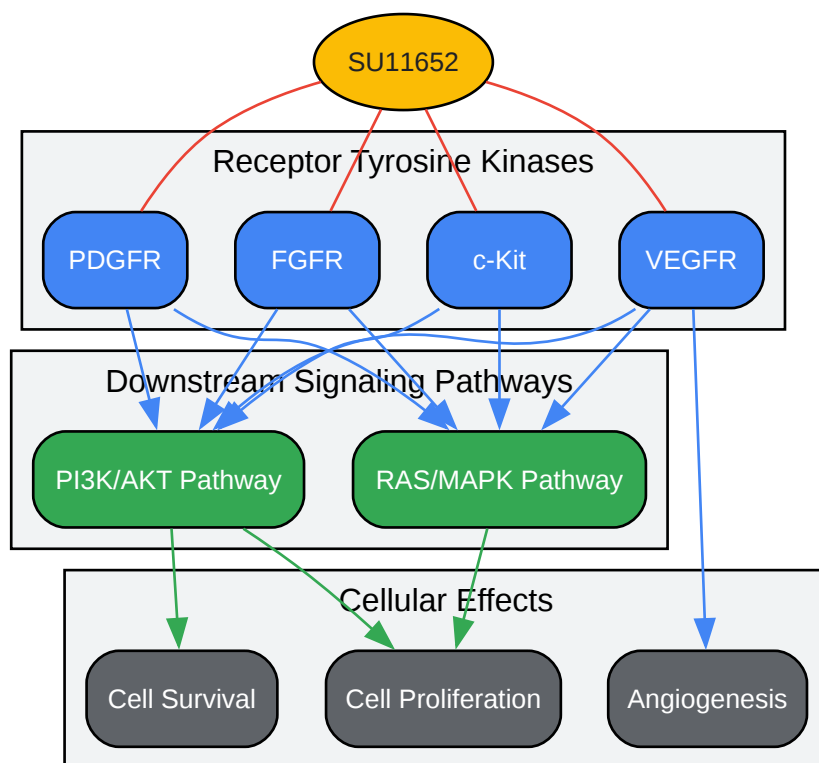 SU11652
Receptor Tyrosine Kinases
PDGFR
FGFR
c-Kit
VEGFR
Downstream Signaling Pathways
PI3K/AKT Pathway
RAS/MAPK Pathway
Cellular Effects
Cell Survival
Cell Proliferation
Angiogenesis